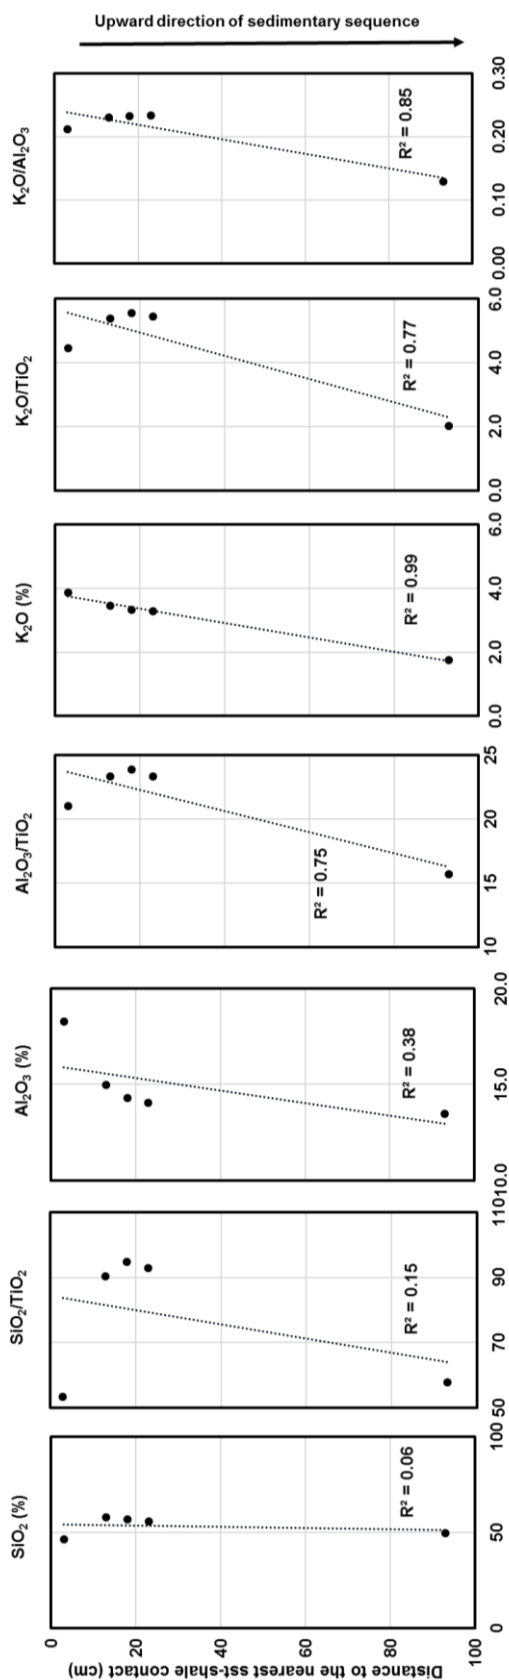 SiO₂ (%)
0
50
100
R² = 0.06
Distance to the nearest sst-shale contact (cm)
0
20
40
60
80
100
SiO₂/TiO₂
50
70
90
110
R² = 0.15
Al₂O₃ (%)
10.0
15.0
20.0
R² = 0.38
Al₂O₃/TiO₂
10
15
20
25
R² = 0.75
K₂O (%)
0.0
2.0
4.0
6.0
R² = 0.99
K₂O/TiO₂
0.0
2.0
4.0
6.0
R² = 0.77
K₂O/Al₂O₃
0.00
0.10
0.20
0.30
R² = 0.85
Upward direction of sedimentary sequence